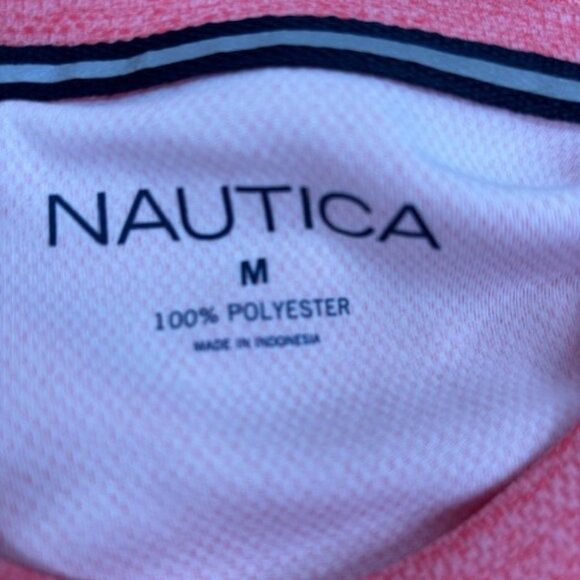 NAUTICA
M
100% POLYESTER
MADE IN INDONESIA